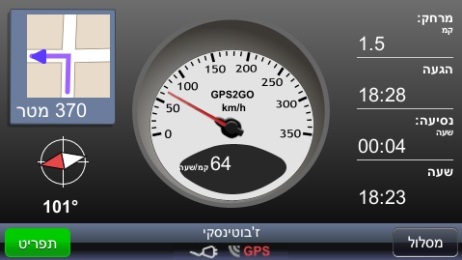 370 מטר
101°
0
50
100
150
200
250
300
350
GPS2GO
km/h
64 קמ/שעה
מרחק:
קמ
1.5
הגעה
18:28
נסיעה:
שעה
00:04
שעה
18:23
ז'בוטינסקי
תפריט
GPS
מסלול